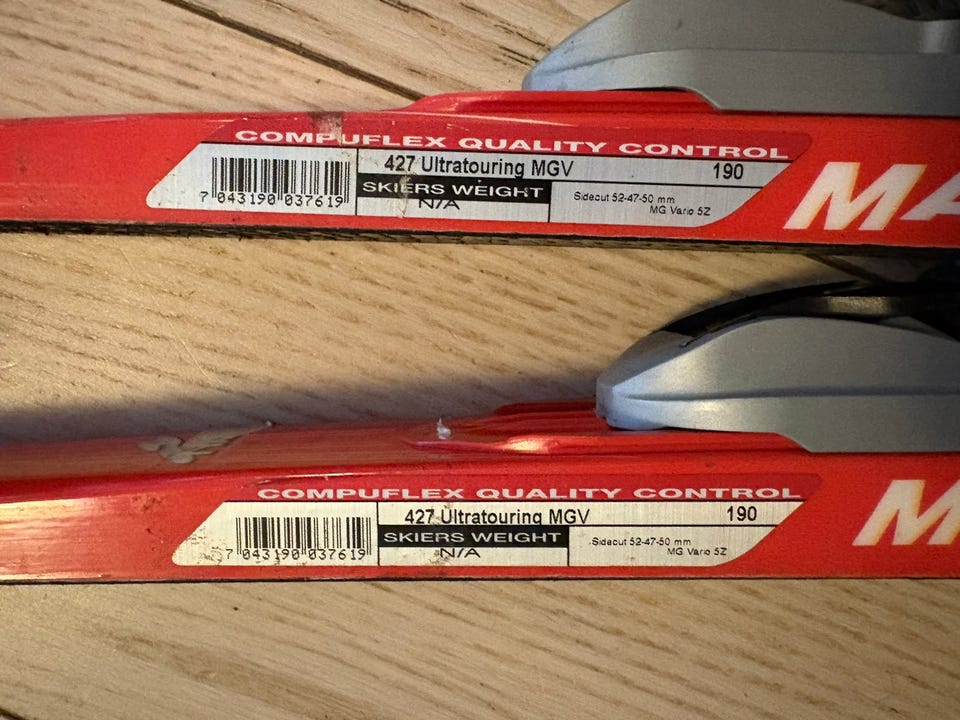 COMPUFLEX QUALITY CONTROL
427 Ultratouring MGV 190
SKIERS WEIGHT
N/A
Sidecut 52-47-50 mm
MG Vario 5Z
7 043190 037619
MA
COMPUFLEX QUALITY CONTROL
427 Ultratouring MGV 190
SKIERS WEIGHT
N/A
Sidecut 52-47-50 mm
MG Vario 5Z
7 043190 037619
M